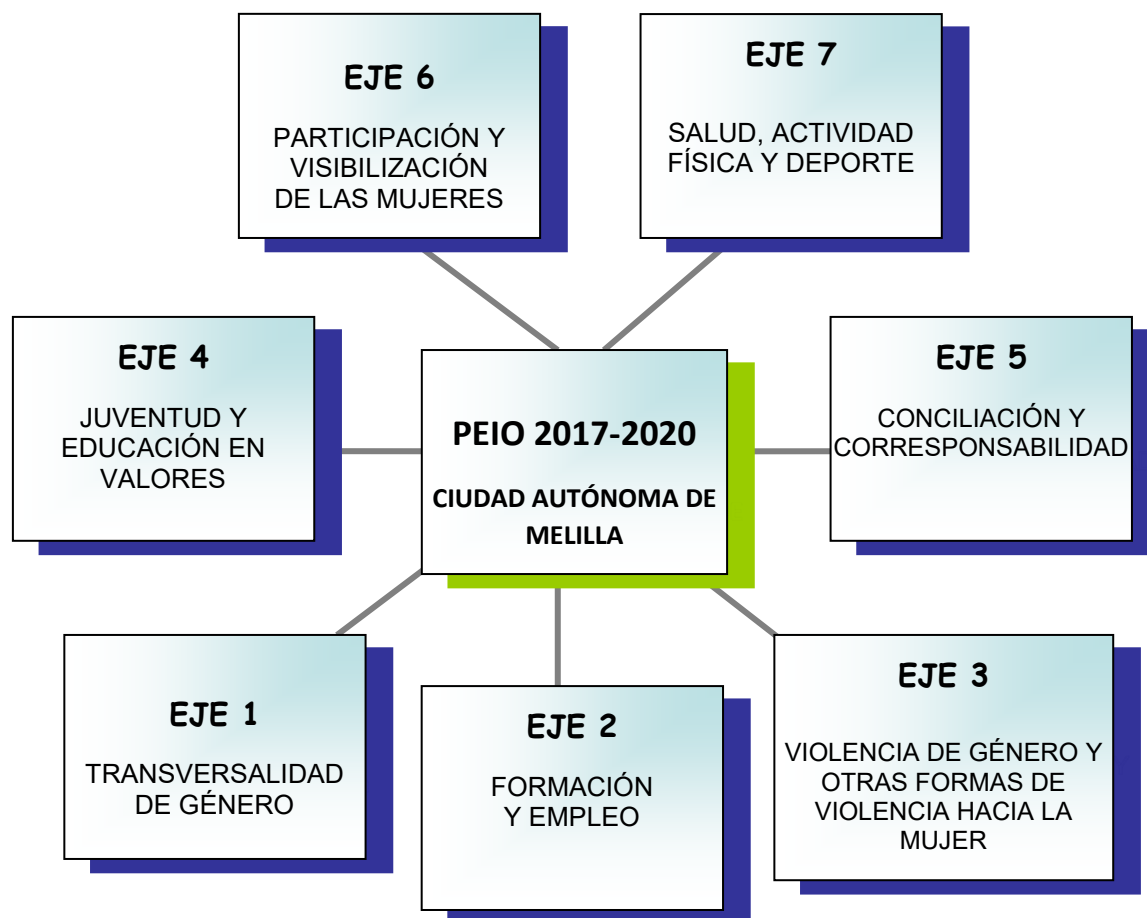 EJE 6
PARTICIPACIÓN Y
VISIBILIZACIÓN
DE LAS MUJERES
EJE 7
SALUD, ACTIVIDAD
FÍSICA Y DEPORTE
EJE 4
JUVENTUD Y
EDUCACIÓN EN
VALORES
PEIO 2017-2020
CIUDAD AUTÓNOMA DE
MELILLA
EJE 5
CONCILIACIÓN Y
CORRESPONSABILIDAD
EJE 1
TRANSVERSALIDAD
DE GÉNERO
EJE 2
FORMACIÓN
Y EMPLEO
EJE 3
VIOLENCIA DE GÉNERO Y
OTRAS FORMAS DE
VIOLENCIA HACIA LA
MUJER